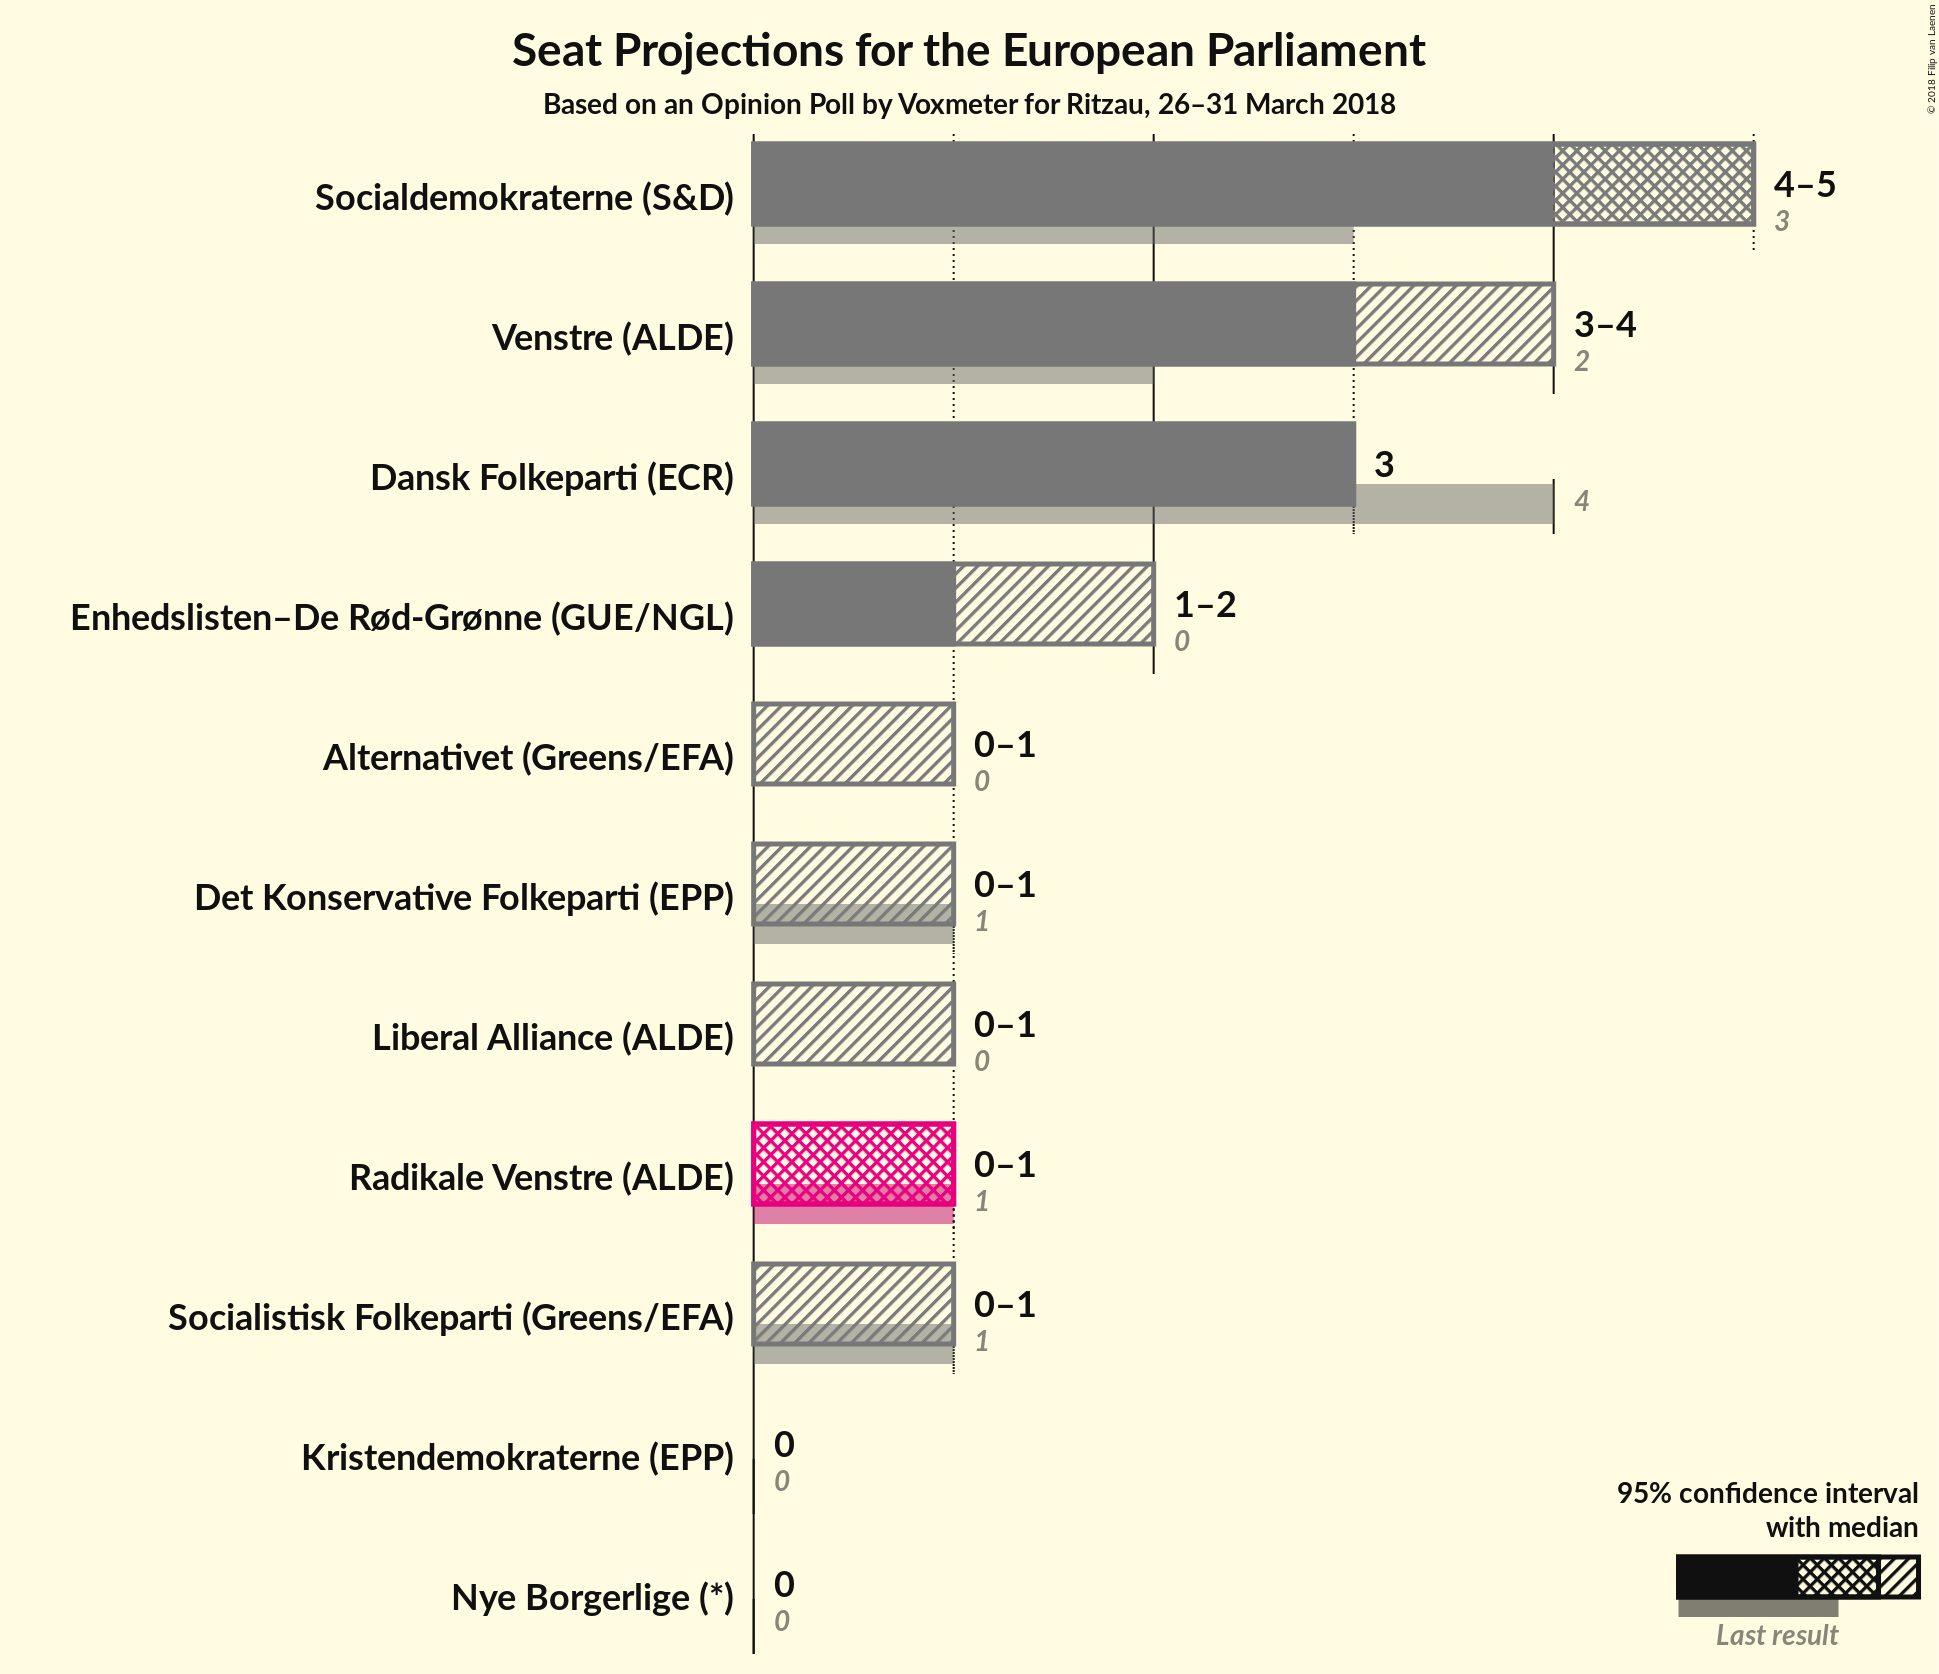 Seat Projections for the European Parliament
Based on an Opinion Poll by Voxmeter for Ritzau, 26–31 March 2018
© 2018 Filip van Laenen
Socialdemokraterne (S&D)
4–5
3
Venstre (ALDE)
3–4
2
Dansk Folkeparti (ECR)
3
4
Enhedslisten–De Rød-Grønne (GUE/NGL)
1–2
0
Alternativet (Greens/EFA)
0–1
0
Det Konservative Folkeparti (EPP)
0–1
1
Liberal Alliance (ALDE)
0–1
0
Radikale Venstre (ALDE)
0–1
1
Socialistisk Folkeparti (Greens/EFA)
0–1
1
Kristendemokraterne (EPP)
0
0
Nye Borgerlige (*)
0
0
95% confidence interval
with median
Last result